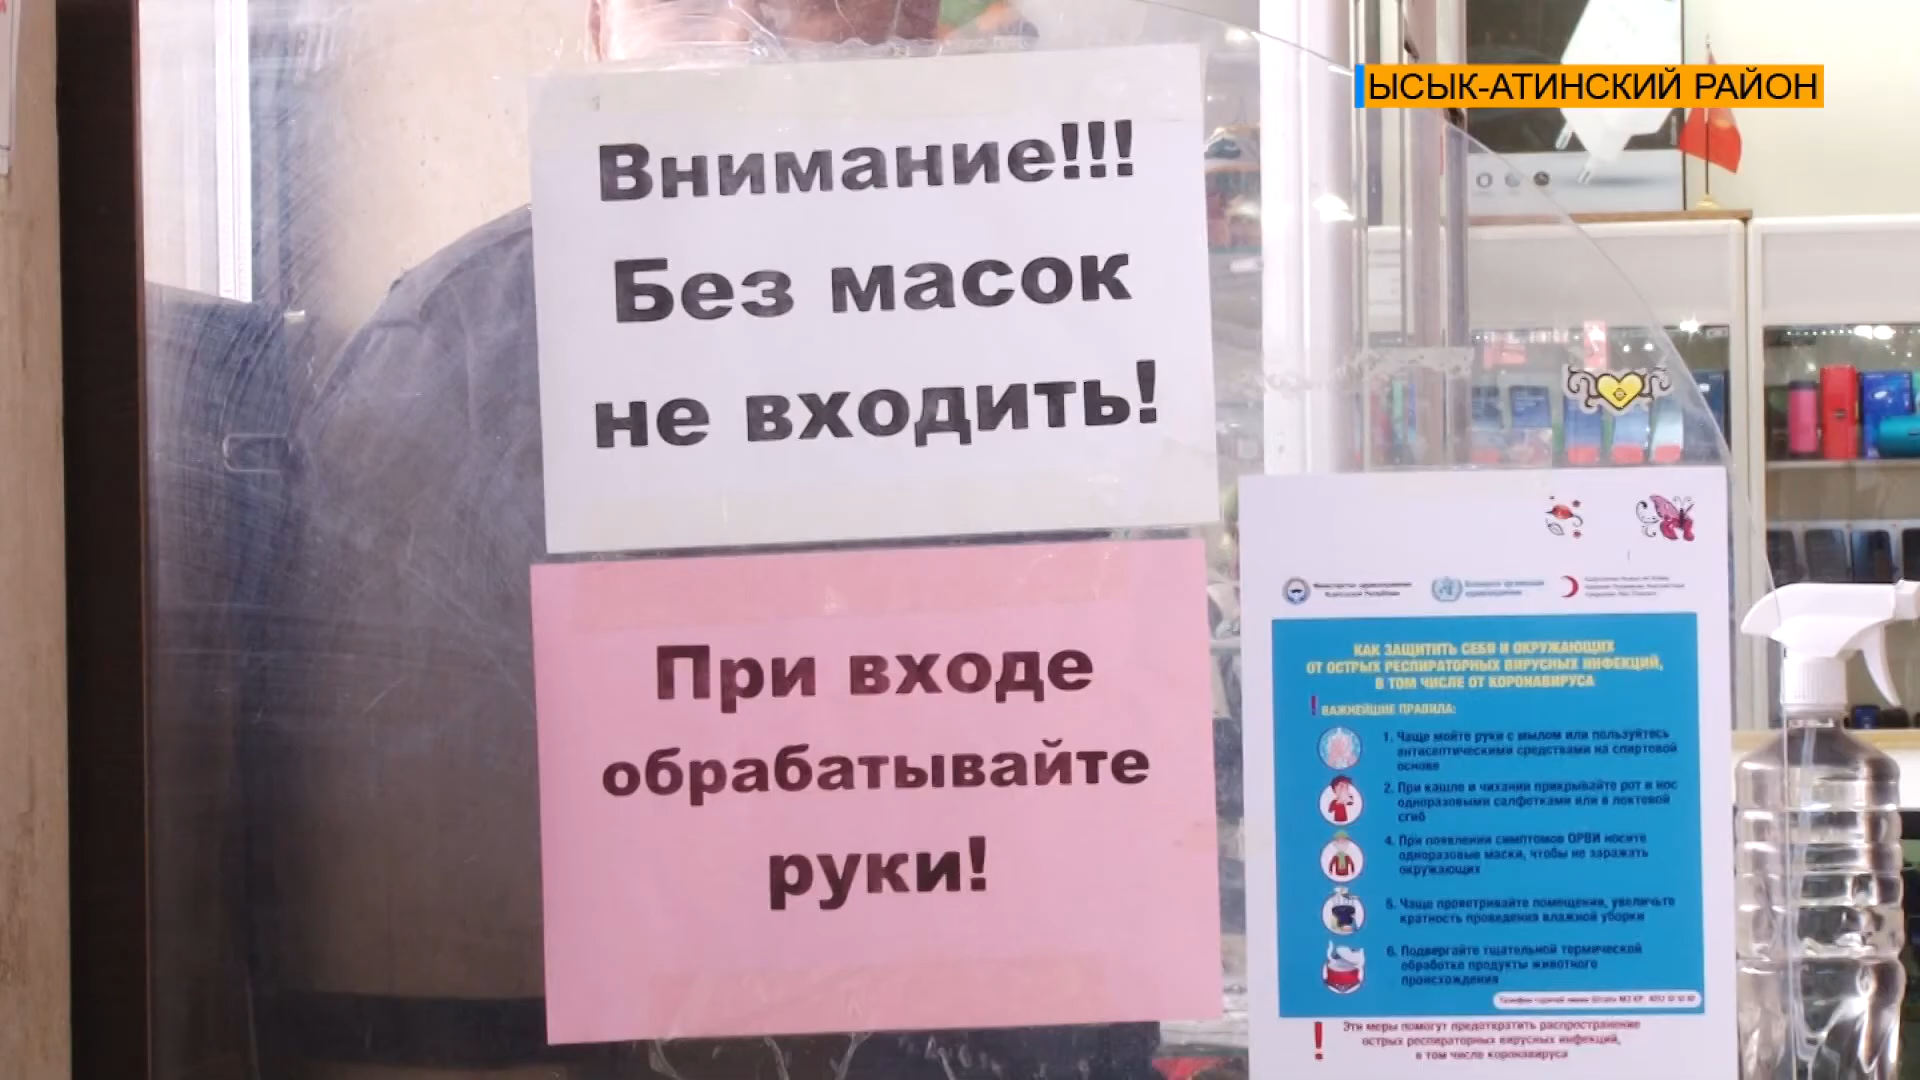 ЫСЫК-АТИНСКИЙ РАЙОН
Внимание!!!
Без масок
не входить!
При входе
обрабатывайте
руки!
Министерство здравоохранения
Кыргызской Республики
КАК ЗАЩИТИТЬ СЕБЯ И ОКРУЖАЮЩИХ
ОТ ОСТРЫХ РЕСПИРАТОРНЫХ ВИРУСНЫХ ИНФЕКЦИЙ,
В ТОМ ЧИСЛЕ ОТ КОРОНАВИРУСА
! ВАЖНЕЙШИЕ ПРАВИЛА:
1. Чаще мойте руки с мылом или пользуйтесь
антисептическими средствами на спиртовой
основе
2. При кашле и чихании прикрывайте рот и нос
одноразовыми салфетками или в локтевой
сгиб
4. При появлении симптомов ОРВИ носите
одноразовые маски, чтобы не заражать
окружающих
5. Чаще проветривайте помещения, увеличьте
кратность проведения влажной уборки
6. Подвергайте тщательной термической
обработке продукты животного
происхождения
! Эти меры помогут предотвратить распространение
острых респираторных вирусных инфекций,
в том числе коронавируса